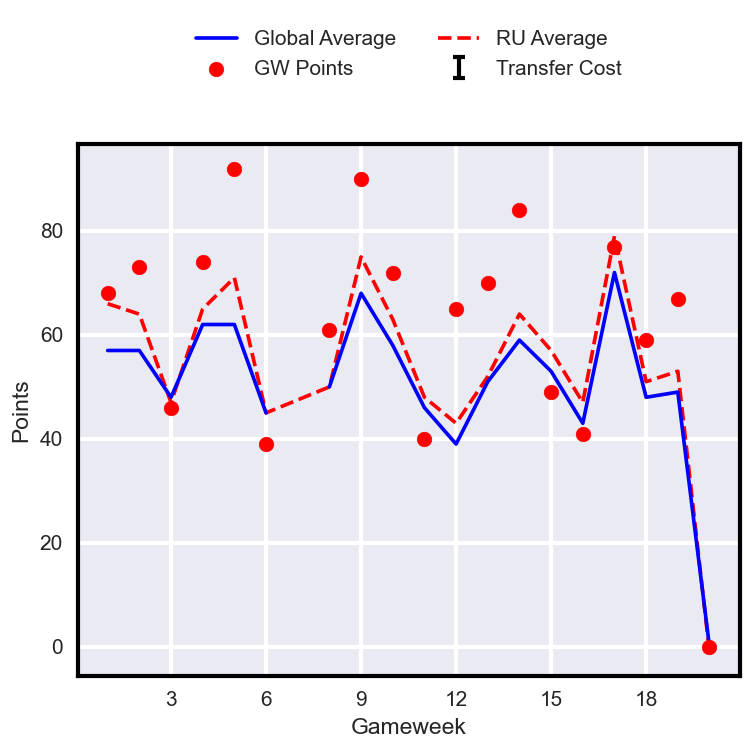 Global Average RU Average
GW Points Transfer Cost
80
60
40
20
0
Points
3 6 9 12 15 18
Gameweek